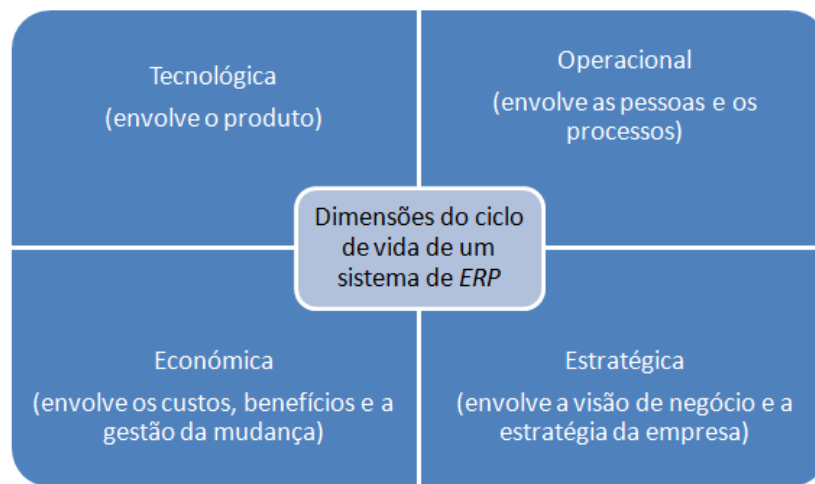 Tecnológica
(envolve o produto)
Operacional
(envolve as pessoas e os
processos)
Dimensões do ciclo
de vida de um
sistema de ERP
Económica
(envolve os custos, benefícios e a
gestão da mudança)
Estratégica
(envolve a visão de negócio e a
estratégia da empresa)